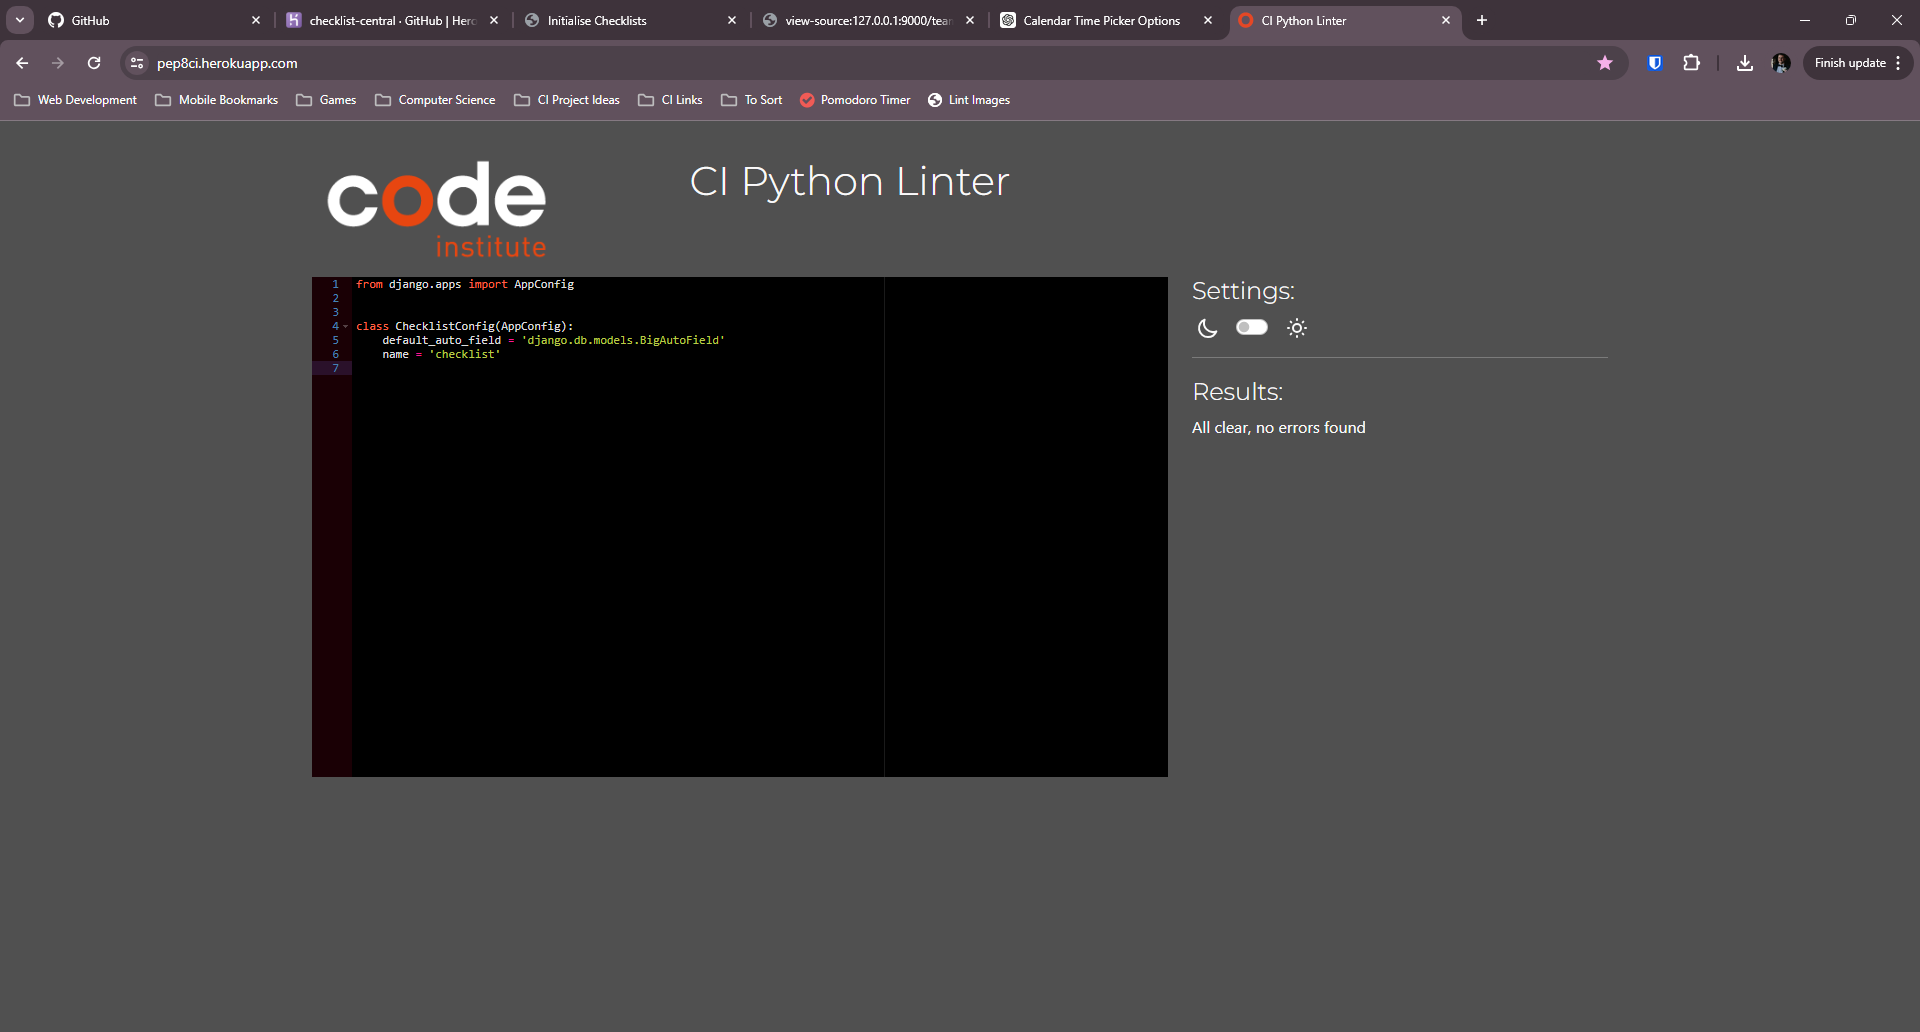 GitHub
checklist-central · GitHub | Hero
Initialise Checklists
view-source:127.0.0.1:9000/tean
Calendar Time Picker Options
CI Python Linter
pep8ci.herokuapp.com
Finish update
Web Development
Mobile Bookmarks
Games
Computer Science
CI Project Ideas
CI Links
To Sort
Pomodoro Timer
Lint Images
code
institute
CI Python Linter
1 from django.apps import AppConfig
2
3
4 class ChecklistConfig(AppConfig):
5     default_auto_field = 'django.db.models.BigAutoField'
6     name = 'checklist'
7
Settings:
Results:
All clear, no errors found